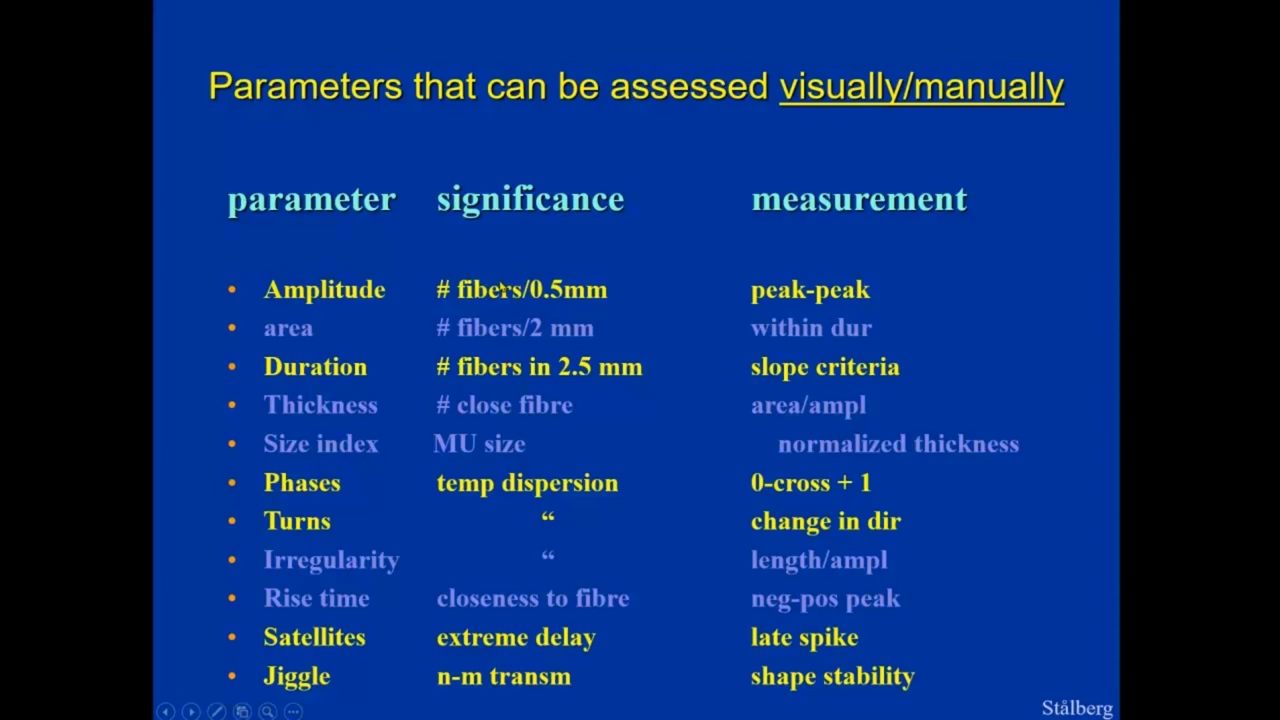 Parameters that can be assessed visually/manually
parameter significance measurement
• Amplitude # fibers/0.5mm peak-peak
• area # fibers/2 mm within dur
• Duration # fibers in 2.5 mm slope criteria
• Thickness # close fibre area/ampl
• Size index MU size normalized thickness
• Phases temp dispersion 0-cross + 1
• Turns “ change in dir
• Irregularity “ length/ampl
• Rise time closeness to fibre neg-pos peak
• Satellites extreme delay late spike
• Jiggle n-m transm shape stability
Stålberg